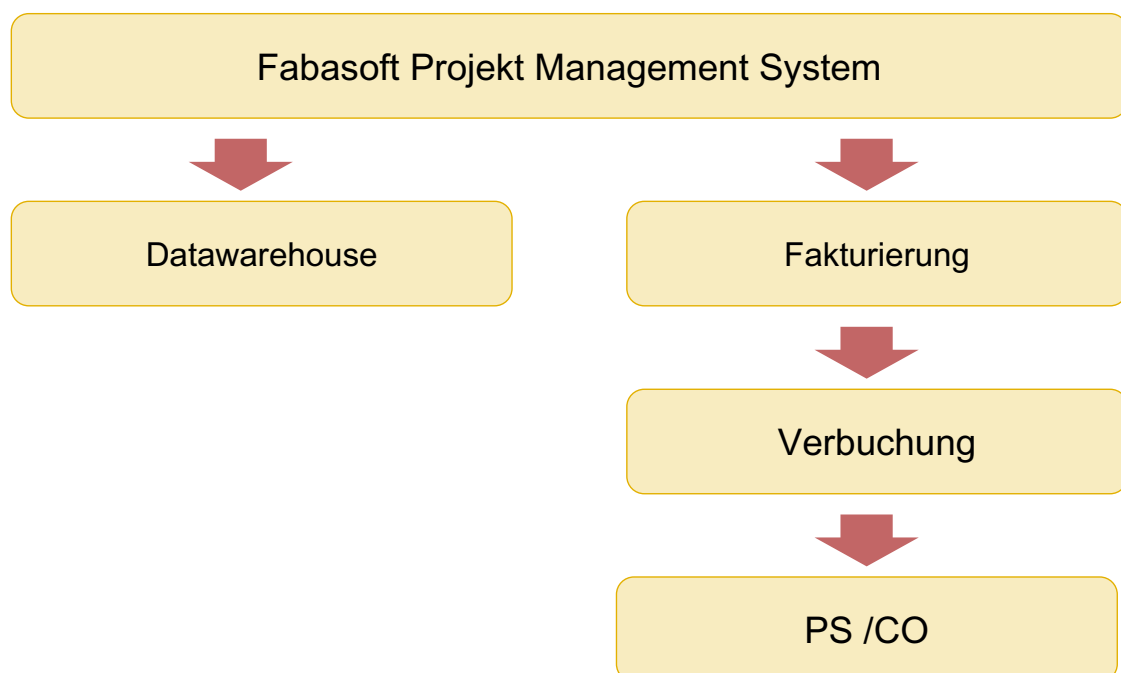 Fabasoft Projekt Management System
Datawarehouse
Fakturierung
Verbuchung
PS /CO